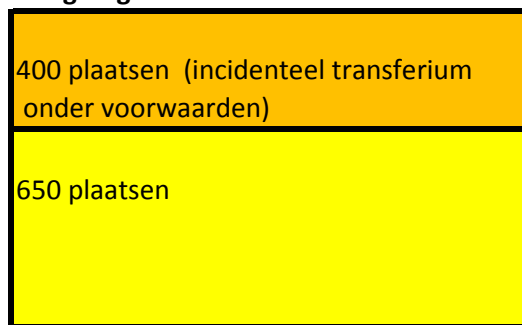 400 plaatsen (incidenteel transferium
onder voorwaarden)
650 plaatsen